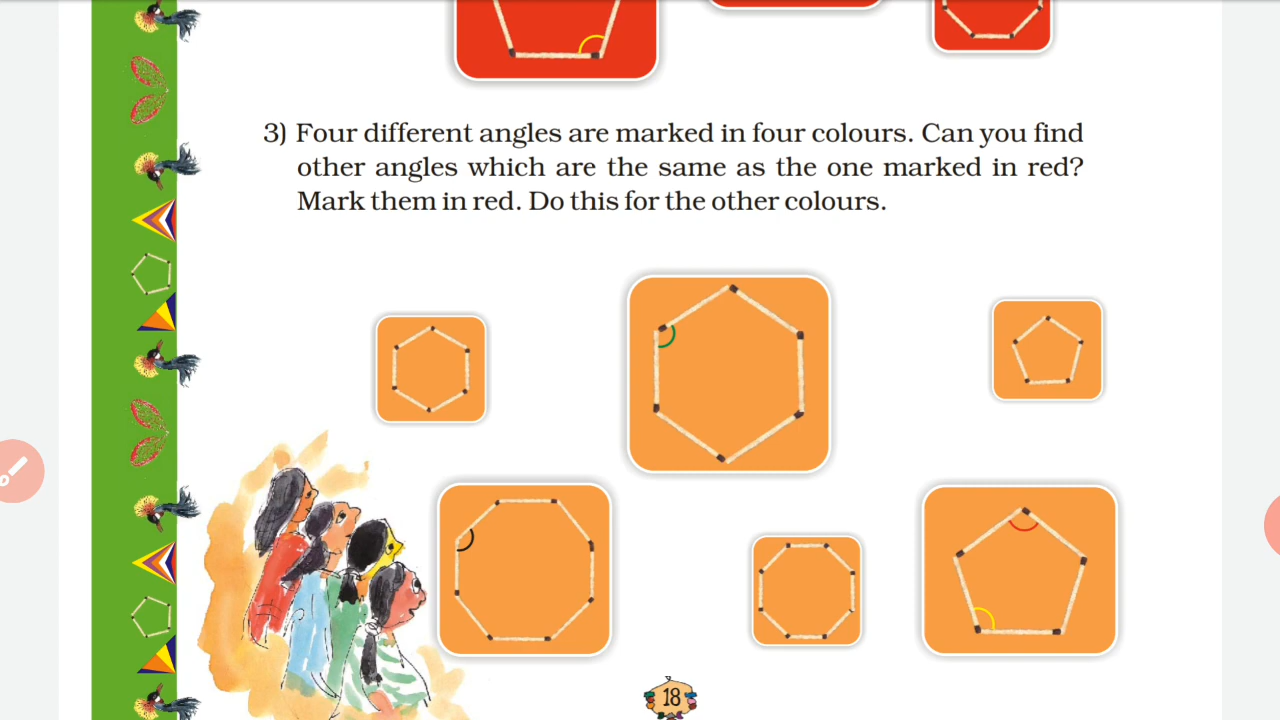 3) Four different angles are marked in four colours. Can you find
other angles which are the same as the one marked in red?
Mark them in red. Do this for the other colours.
18